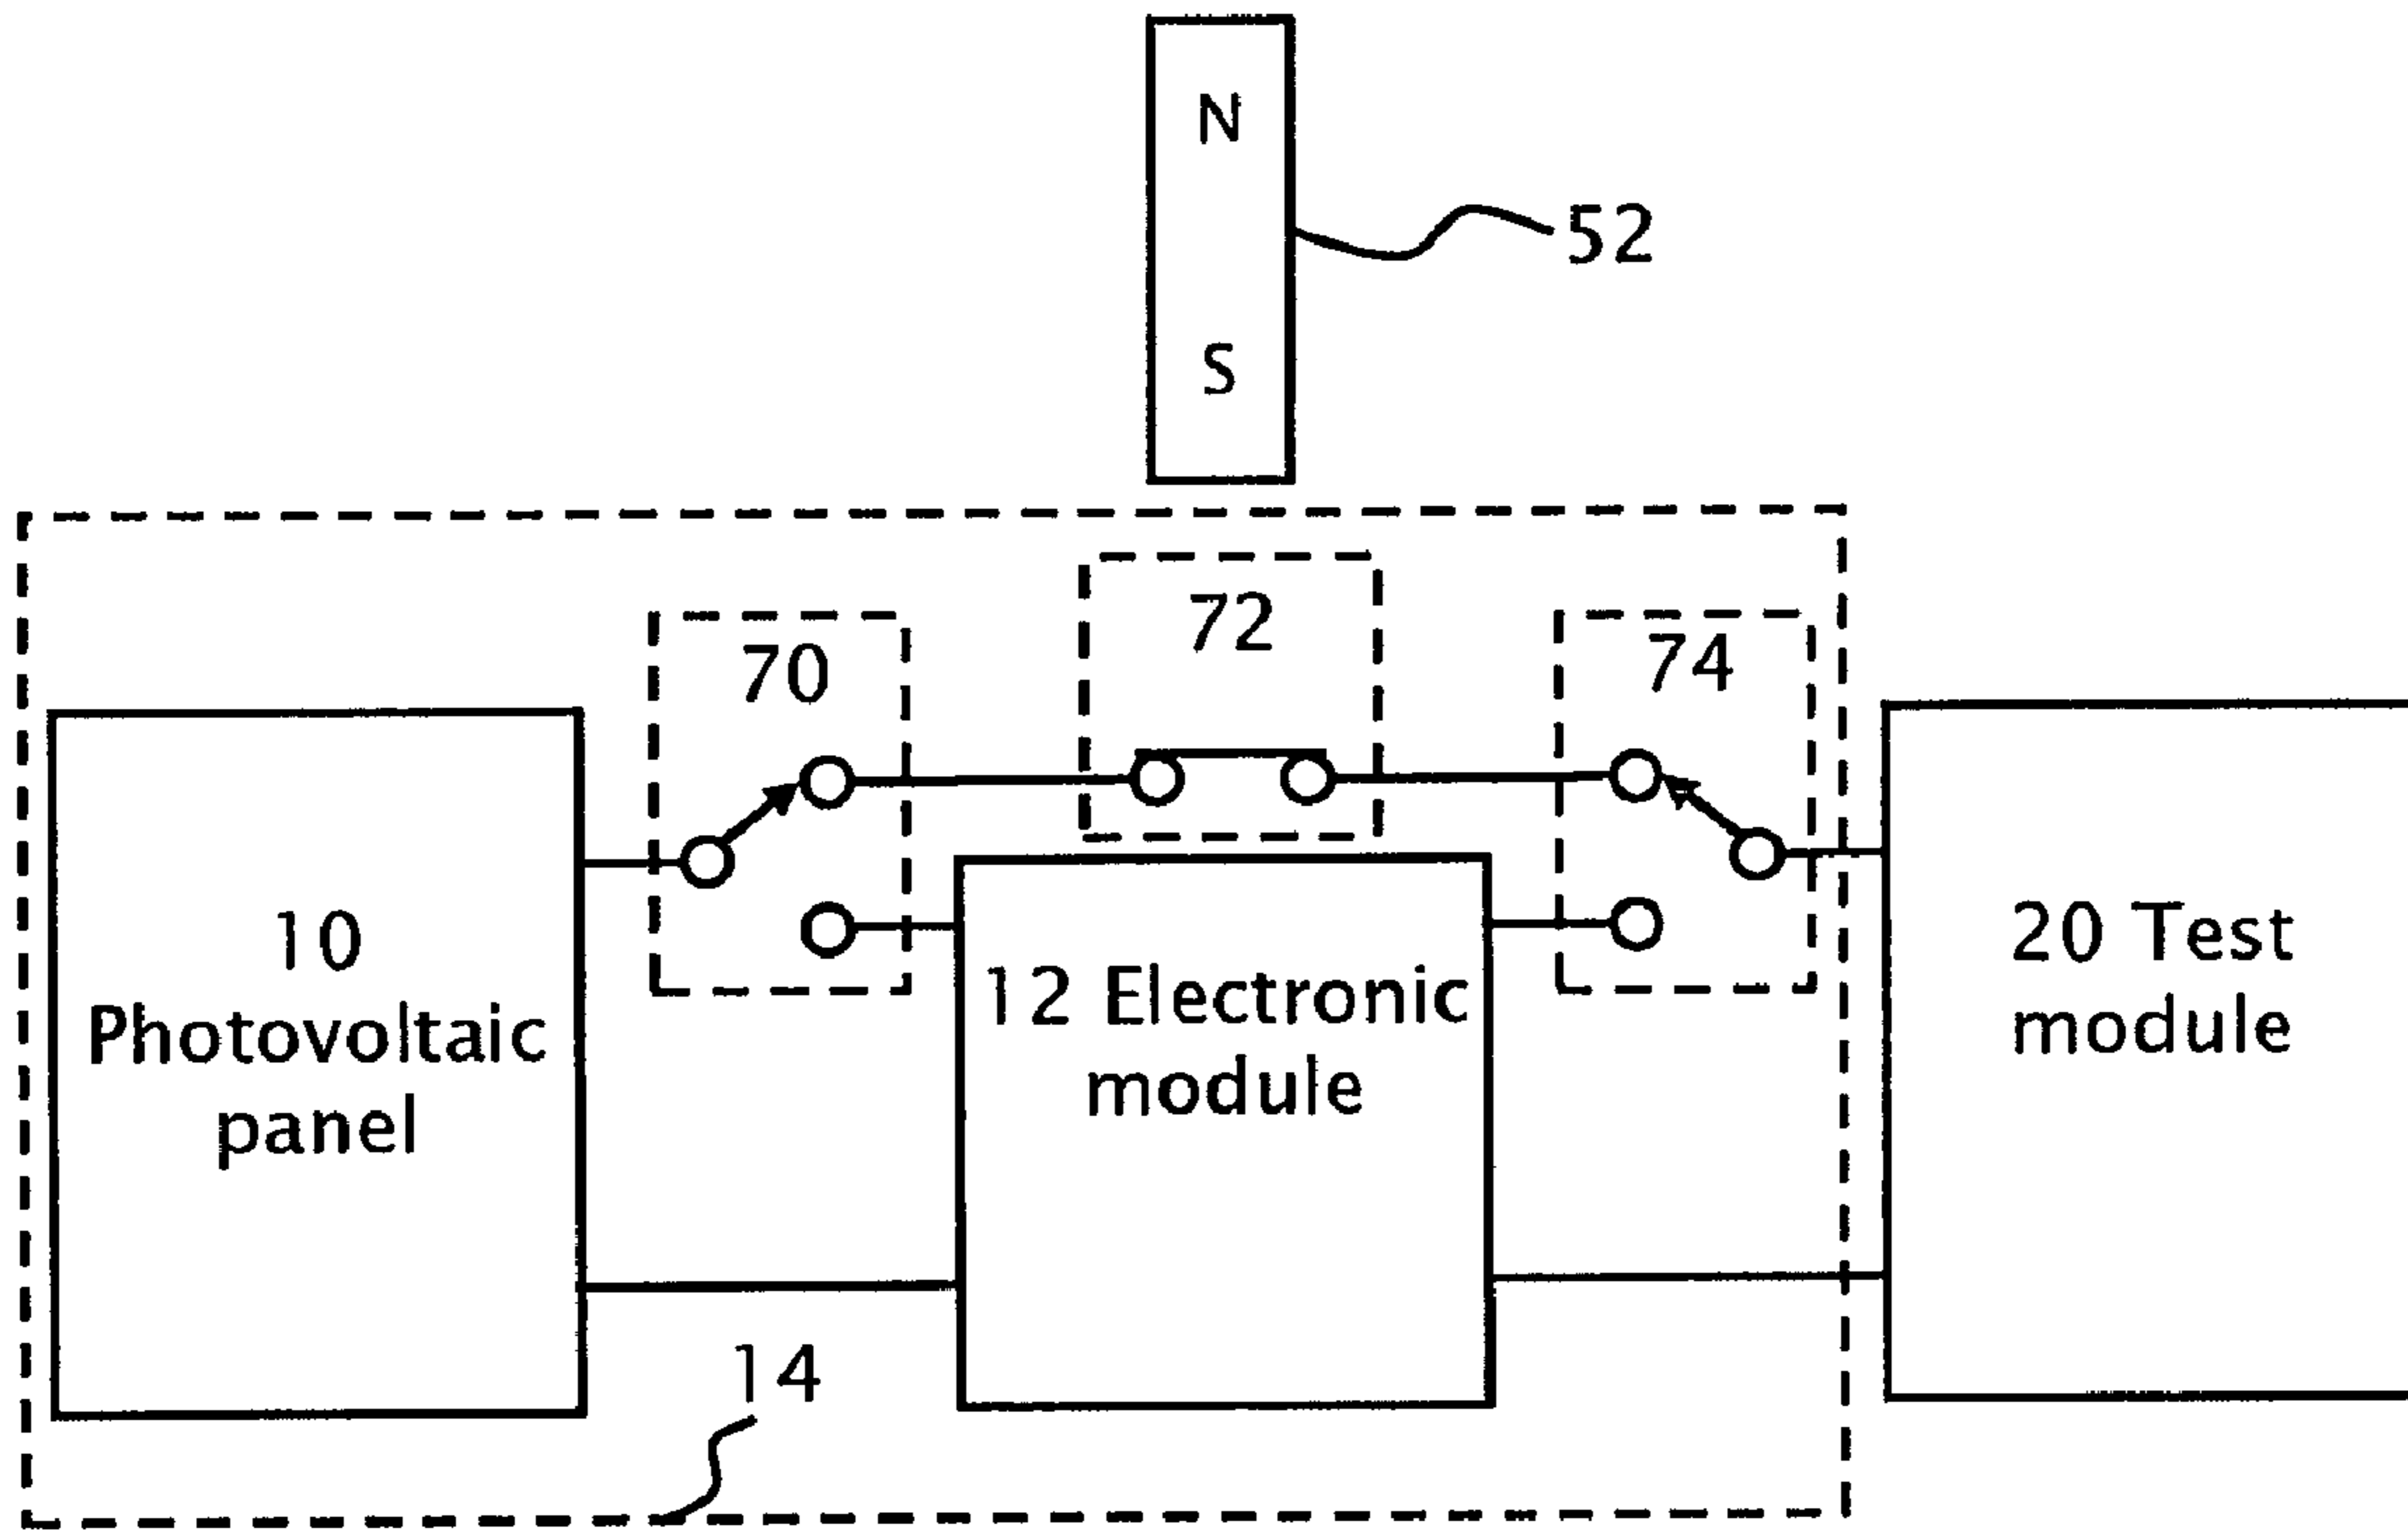 N
S
52
72
70
74
10
Photovoltaic
panel
12 Electronic
module
20 Test
module
14